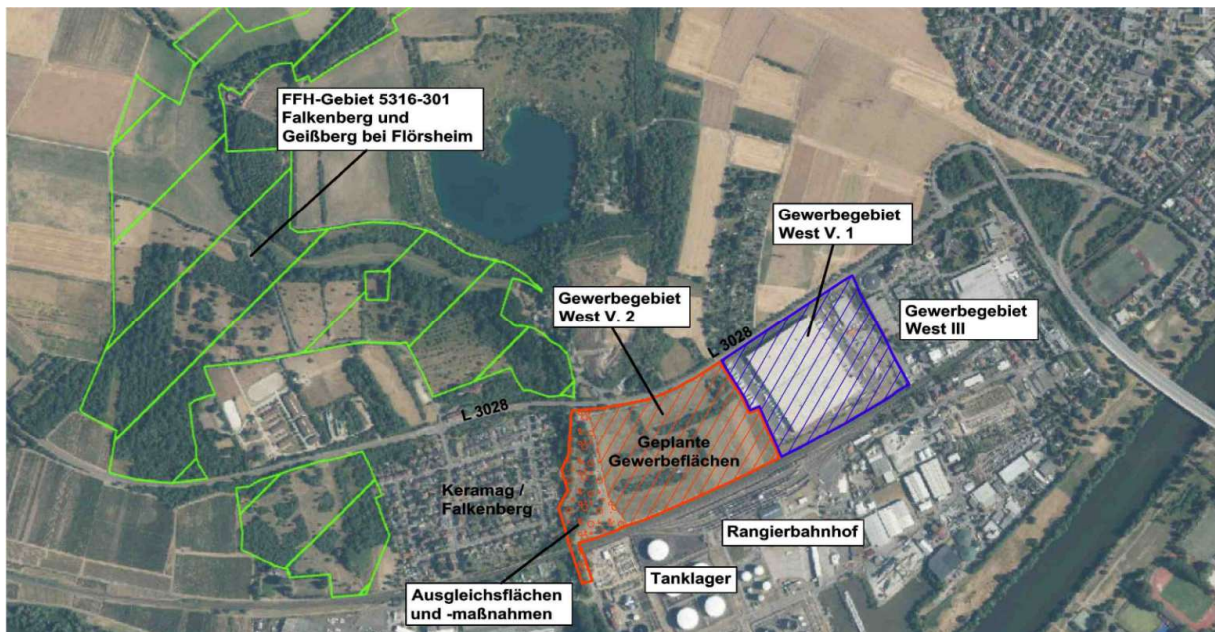 FFH-Gebiet 5316-301
Falkenberg und
Geißberg bei Flörsheim
Gewerbegebiet
West V. 1
Gewerbegebiet
West V. 2
Gewerbegebiet
West III
L 3028
L 3028
Geplante
Gewerbeflächen
Keramag /
Falkenberg
Rangierbahnhof
Tanklager
Ausgleichsflächen
und -maßnahmen